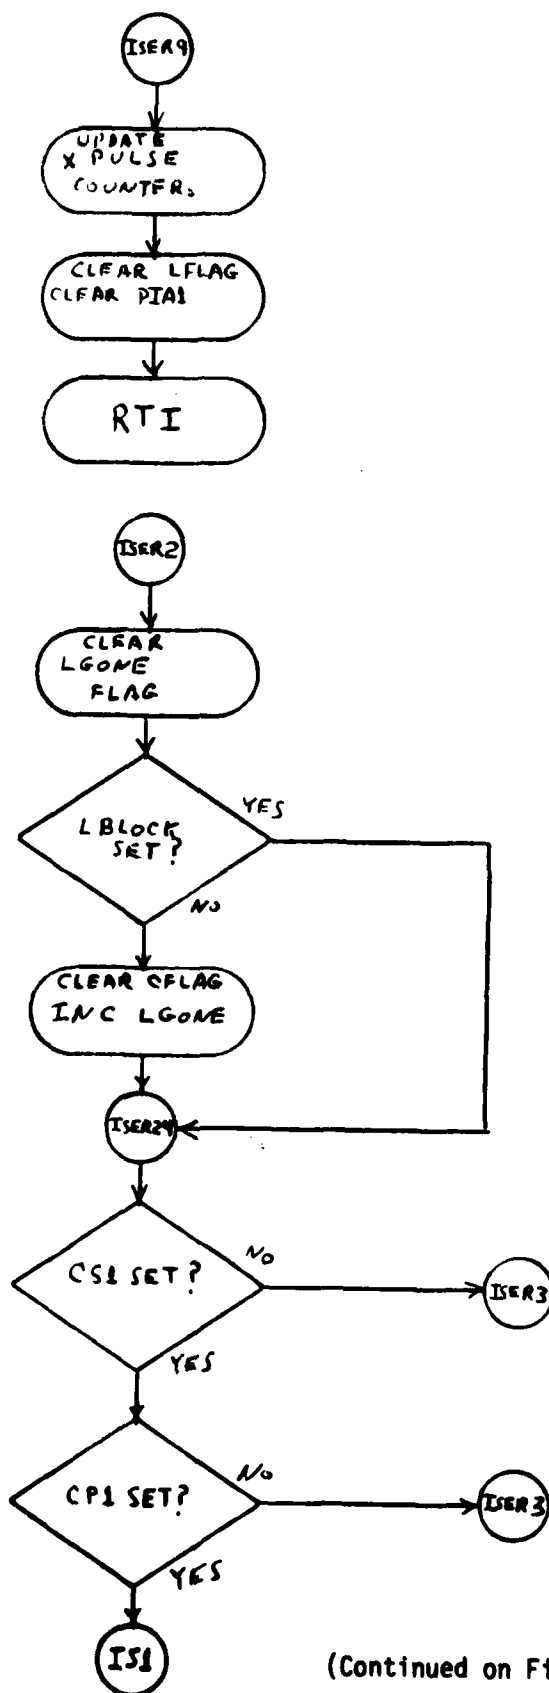 ISER9
UPDATE
X PULSE
COUNTERS
CLEAR LFLAG
CLEAR PIA1
RTI
ISER2
CLEAR
LGONE
FLAG
LBLOCK
SET?
YES
NO
CLEAR CFLAG
INC LGONE
ISER24
CS1 SET?
NO
ISER3
YES
CP1 SET?
NO
ISER3
YES
IS1
(Continued on Fi